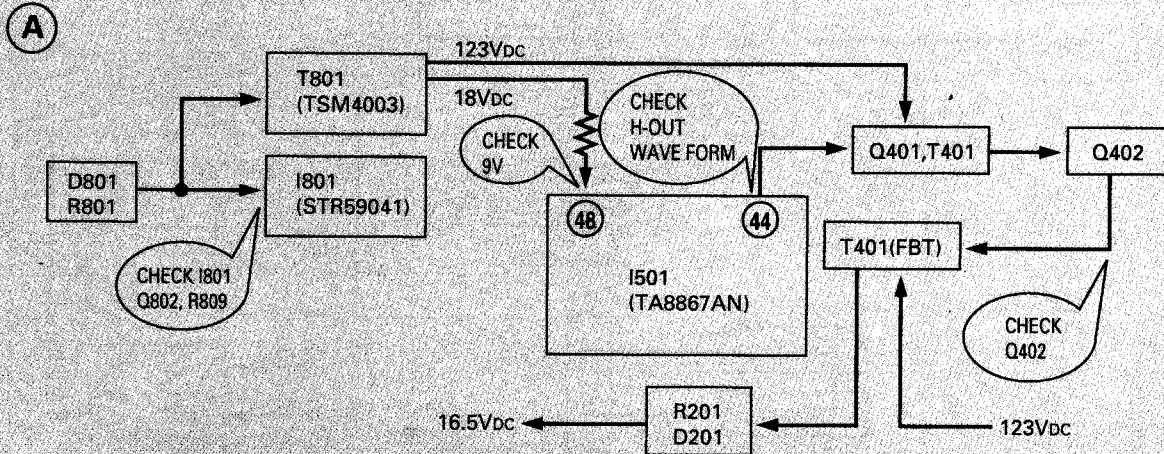 A
123VDC
T801
(TSM4003)
18VDC
CHECK
H-OUT
WAVE FORM
CHECK
9V
Q401,T401
Q402
D801
R801
I801
(STR59041)
48
44
T401(FBT)
CHECK I801
Q802, R809
I501
(TA8867AN)
CHECK
Q402
16.5VDC
R201
D201
123VDC